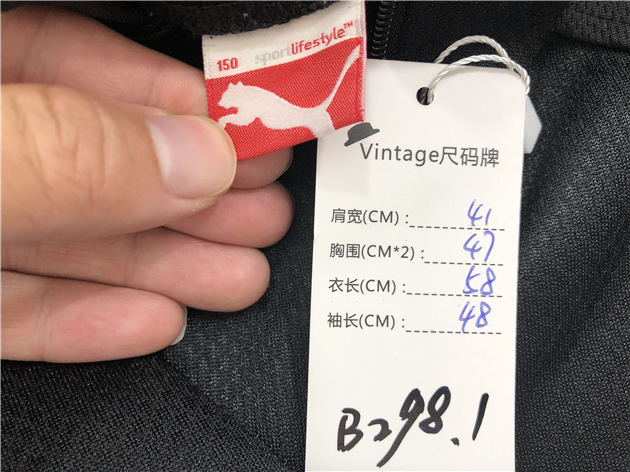 150 sportlifestyle™
Vintage尺码牌
肩宽(CM) : 41
胸围(CM*2) : 47
衣长(CM) : 58
袖长(CM) : 48
B298.1